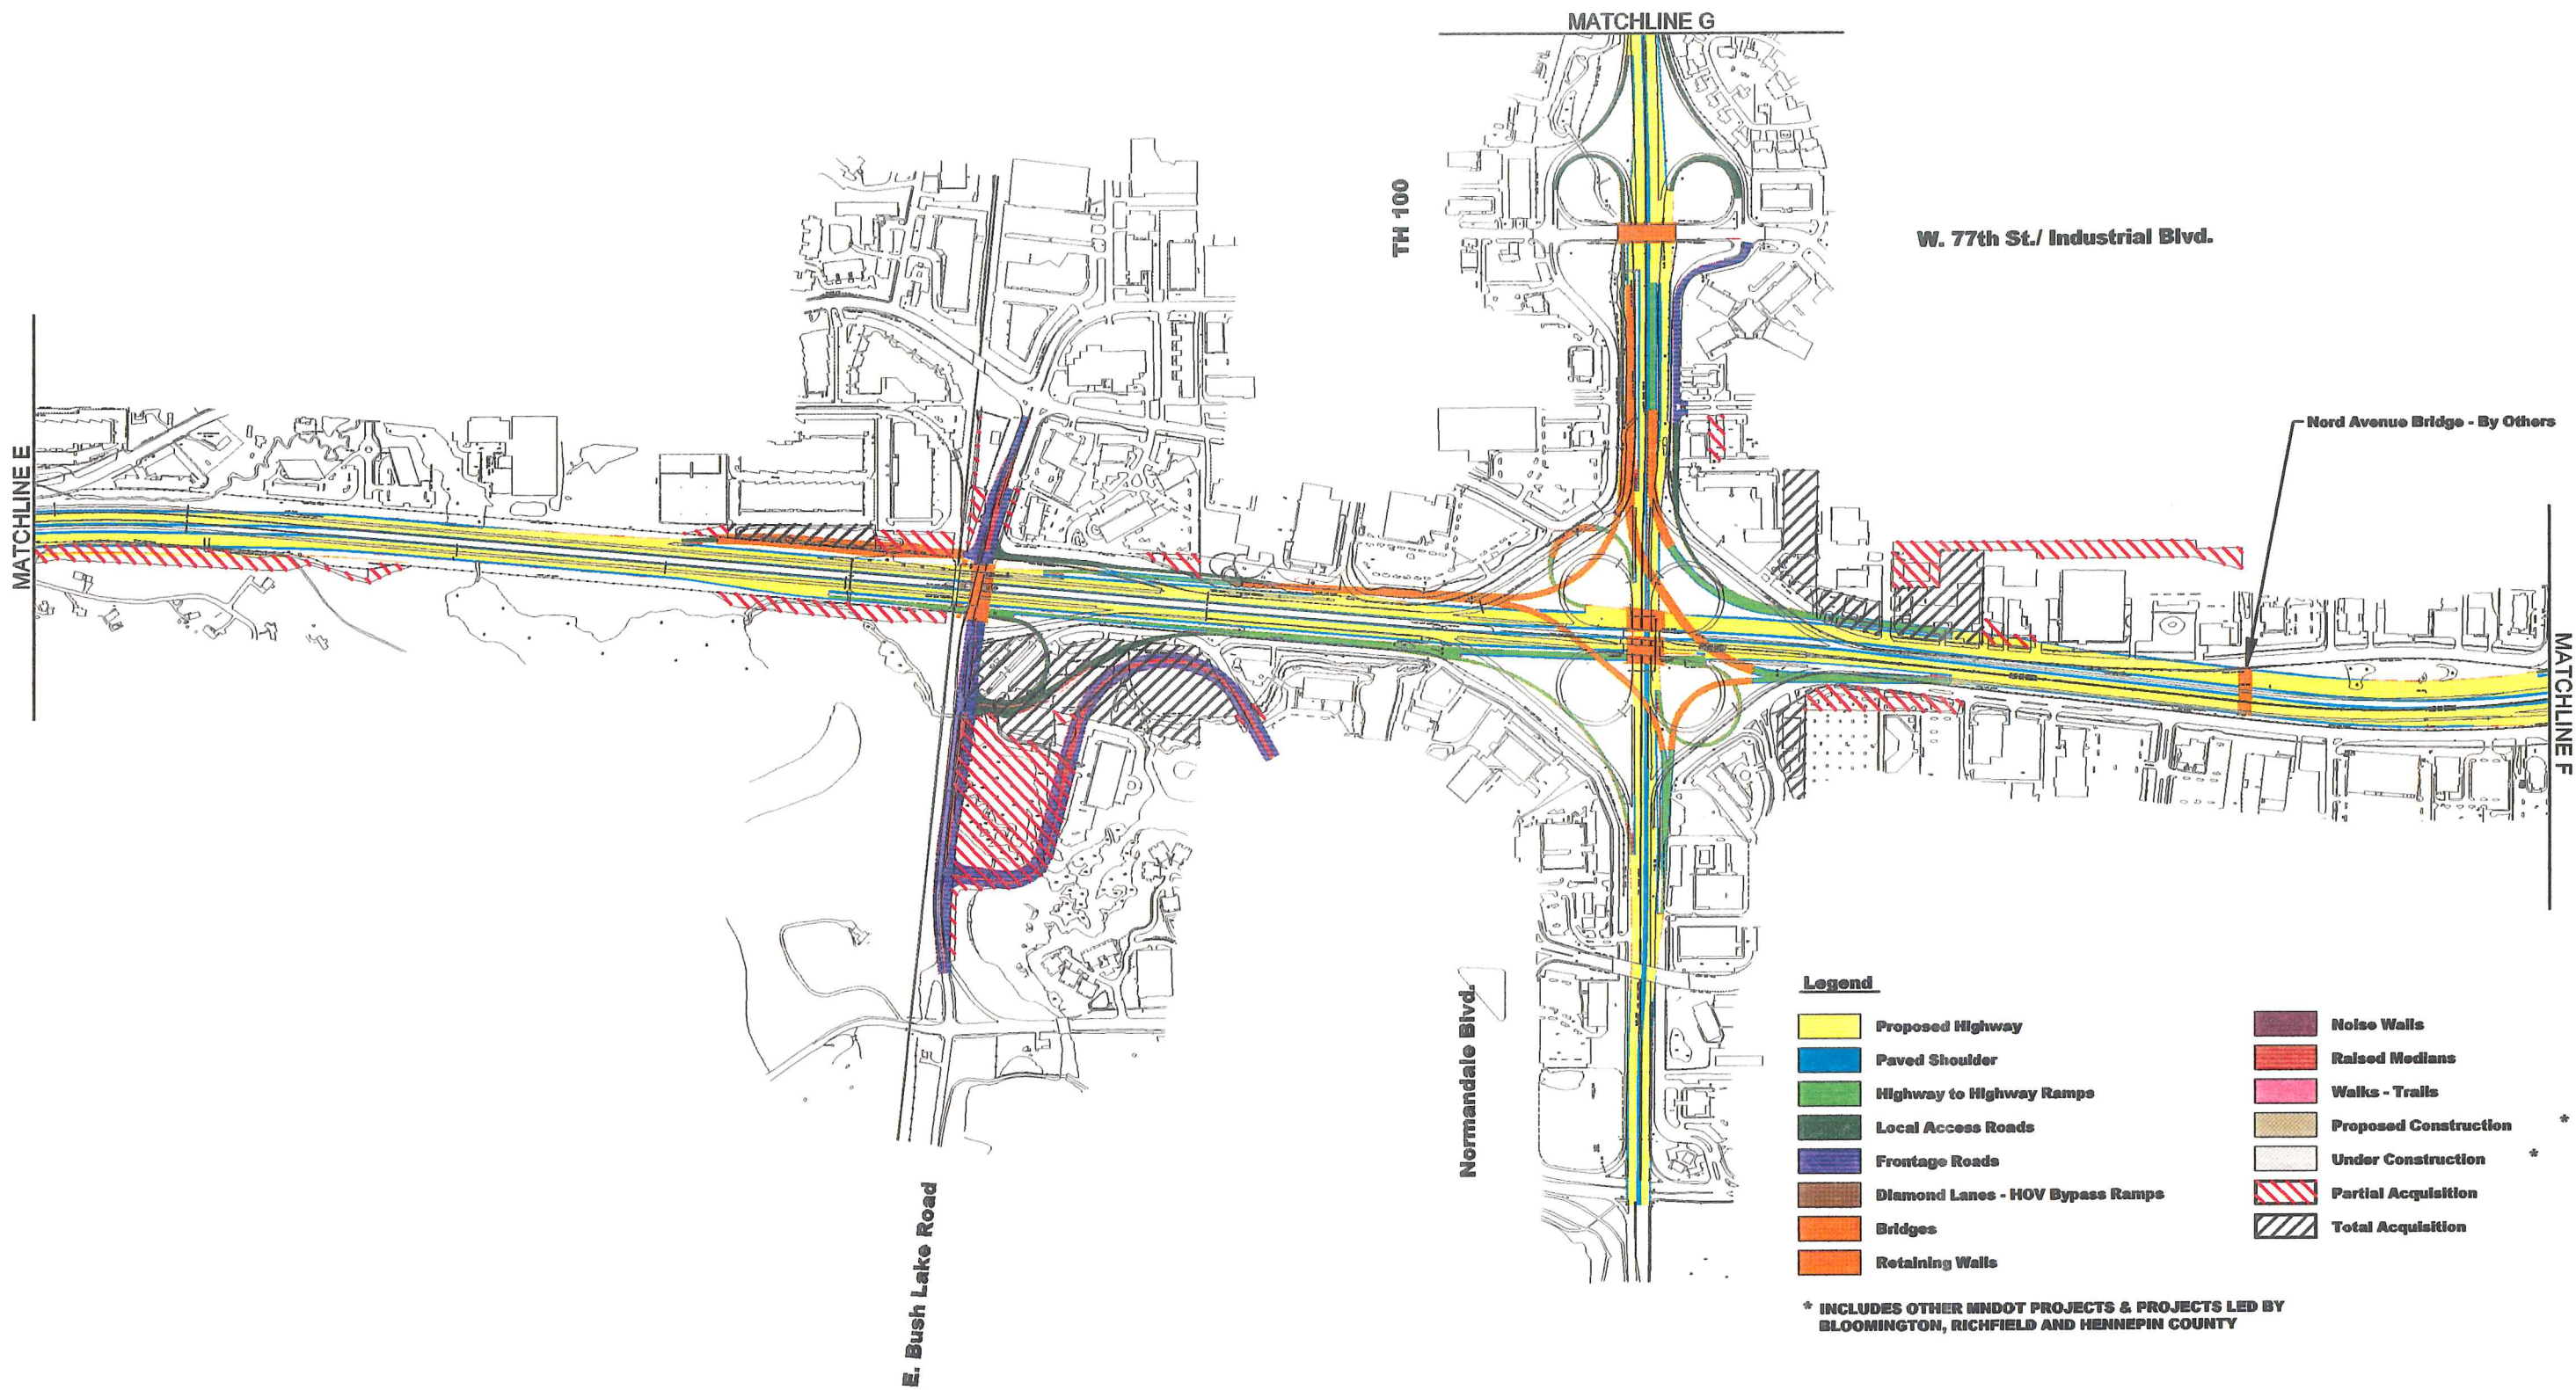 MATCHLINE G
TH 100
W. 77th St./ Industrial Blvd.
Nord Avenue Bridge - By Others
MATCHLINE E
MATCHLINE F
Normandale Blvd.
E. Bush Lake Road
Legend
Proposed Highway
Paved Shoulder
Highway to Highway Ramps
Local Access Roads
Frontage Roads
Diamond Lanes - HOV Bypass Ramps
Bridges
Retaining Walls
Noise Walls
Raised Medians
Walks - Trails
Proposed Construction *
Under Construction *
Partial Acquisition
Total Acquisition
* INCLUDES OTHER MNDOT PROJECTS & PROJECTS LED BY
BLOOMINGTON, RICHFIELD AND HENNEPIN COUNTY